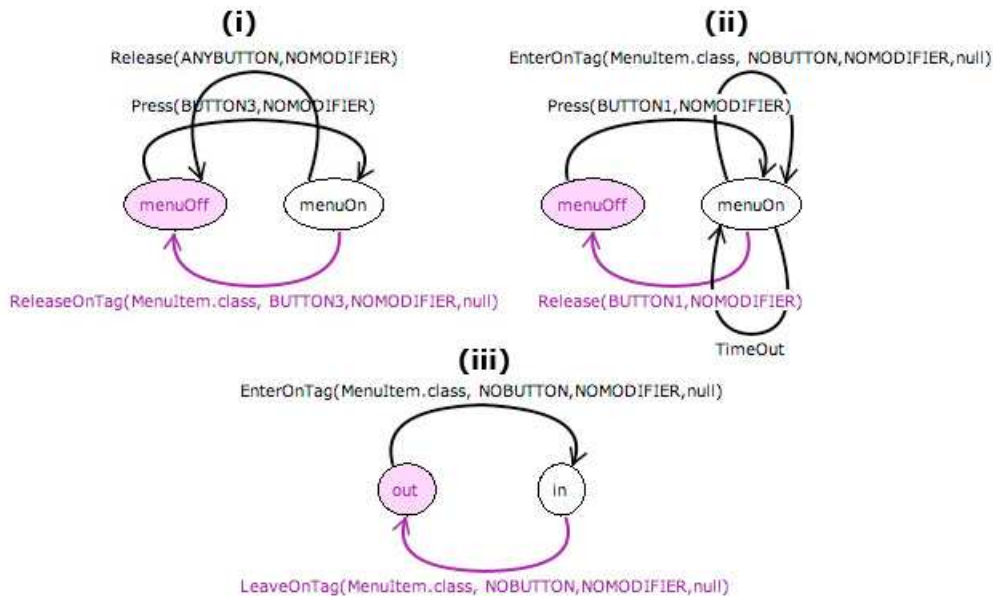 (i)
Release(ANYBUTTON,NOMODIFIER)
Press(BUTTON3,NOMODIFIER)
menuOff
menuOn
ReleaseOnTag(MenuItem.class, BUTTON3,NOMODIFIER,null)
(ii)
EnterOnTag(MenuItem.class, NOBUTTON,NOMODIFIER,null)
Press(BUTTON1,NOMODIFIER)
menuOff
menuOn
Release(BUTTON1,NOMODIFIER)
TimeOut
(iii)
EnterOnTag(MenuItem.class, NOBUTTON,NOMODIFIER,null)
out
in
LeaveOnTag(MenuItem.class, NOBUTTON,NOMODIFIER,null)